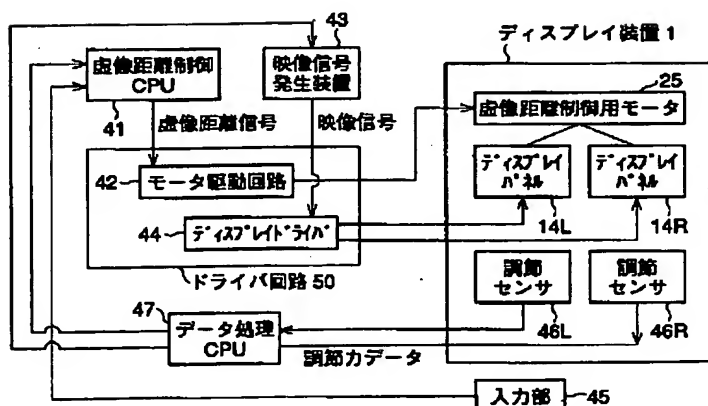 43
ディスプレイ装置1
虚像距離制御
CPU
映像信号
発生装置
25
虚像距離制御用モータ
41
虚像距離信号
映像信号
42
モータ駆動回路
ディスプレイ
パネル
ディスプレイ
パネル
44
ディスプレイドライバ
14L
14R
ドライバ回路50
調節
センサ
調節
センサ
47
データ処理
CPU
46L
46R
調節力データ
入力部
45